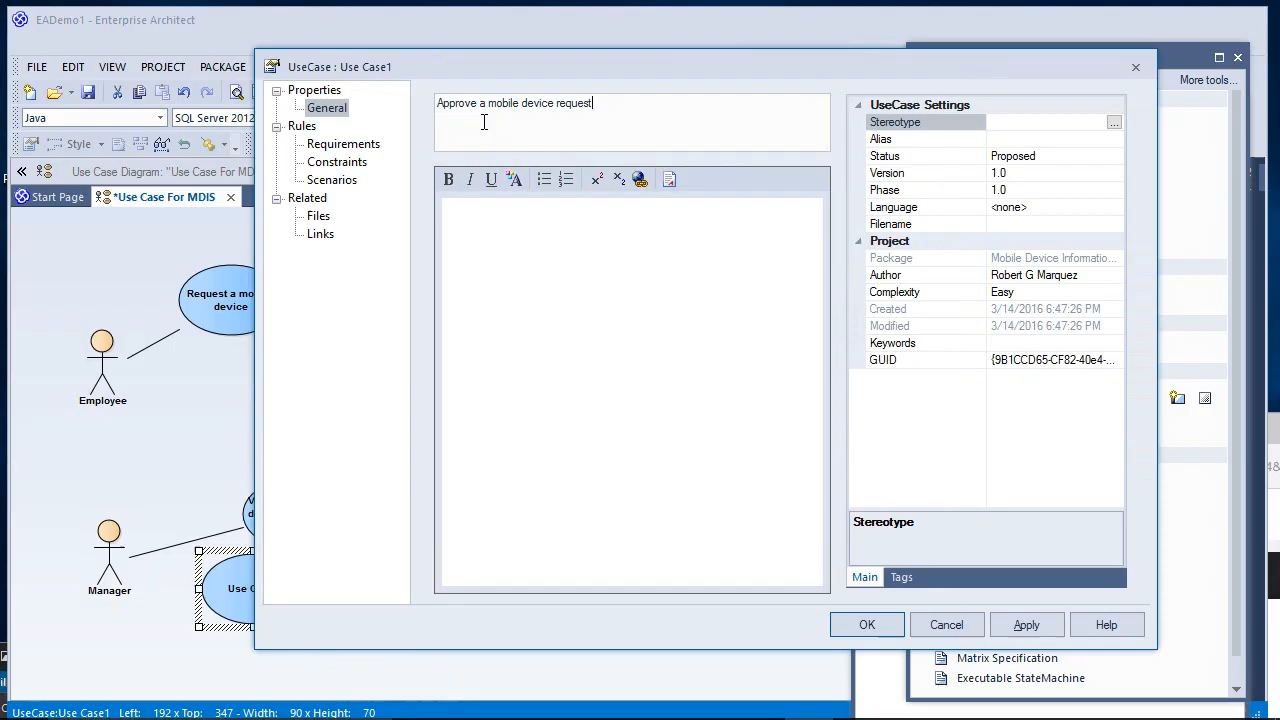 EADemo1 - Enterprise Architect
FILE EDIT VIEW PROJECT PACKAGE
More tools...
Java SQL Server 2012
Style
Use Case Diagram: "Use Case For MD
Start Page *Use Case For MDIS
Request a mo
device
Employee
Manager
Use C
UseCase : Use Case1
Properties
General
Rules
Requirements
Constraints
Scenarios
Related
Files
Links
Approve a mobile device request
B I U A
UseCase Settings
Stereotype ...
Alias
Status Proposed
Version 1.0
Phase 1.0
Language <none>
Filename
Project
Package Mobile Device Informatio...
Author Robert G Marquez
Complexity Easy
Created 3/14/2016 6:47:26 PM
Modified 3/14/2016 6:47:26 PM
Keywords
GUID {9B1CCD65-CF82-40e4-...
Stereotype
Main Tags
OK Cancel Apply Help
Matrix Specification
Executable StateMachine
UseCase:Use Case1 Left: 192 x Top: 347 - Width: 90 x Height: 70